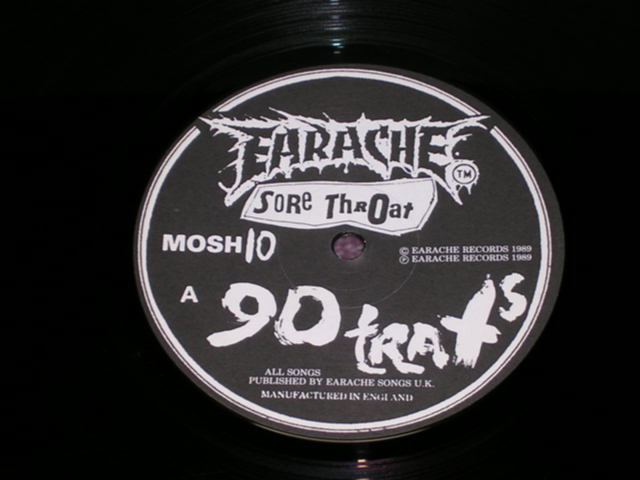 EARACHE
TM
SORe ThROat
MOSH 10
© EARACHE RECORDS 1989
℗ EARACHE RECORDS 1989
A
90 tRaxs
ALL SONGS
PUBLISHED BY EARACHE SONGS U.K.
MANUFACTURED IN ENGLAND